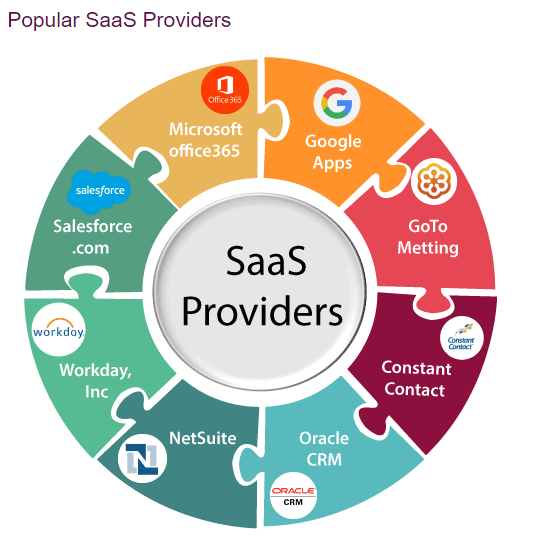 Popular SaaS Providers
Office365
Microsoft
office365
Google
Apps
salesforce
Salesforce
.com
GoTo
Metting
SaaS
Providers
workday.
Workday,
Inc
Constant
Contact
Constant
Contact
NetSuite
N
Oracle
CRM
ORACLE
CRM